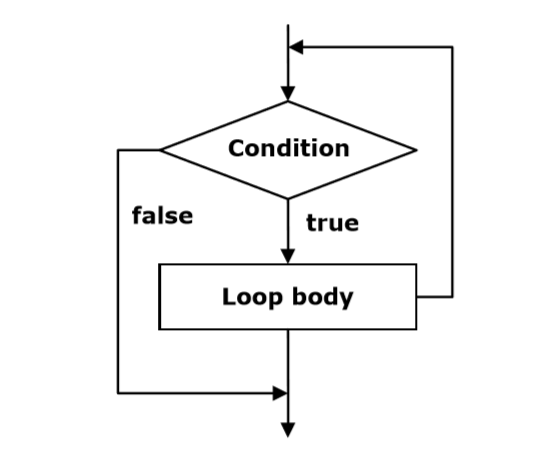 Condition
false
true
Loop body